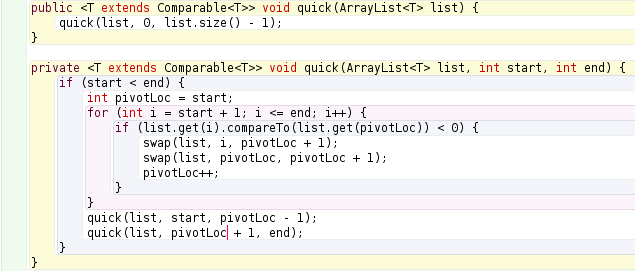 public <T extends Comparable<T>> void quick(ArrayList<T> list) {
    quick(list, 0, list.size() - 1);
}
private <T extends Comparable<T>> void quick(ArrayList<T> list, int start, int end) {
    if (start < end) {
        int pivotLoc = start;
        for (int i = start + 1; i <= end; i++) {
            if (list.get(i).compareTo(list.get(pivotLoc)) < 0) {
                swap(list, i, pivotLoc + 1);
                swap(list, pivotLoc, pivotLoc + 1);
                pivotLoc++;
            }
        }
        quick(list, start, pivotLoc - 1);
        quick(list, pivotLoc + 1, end);
    }
}